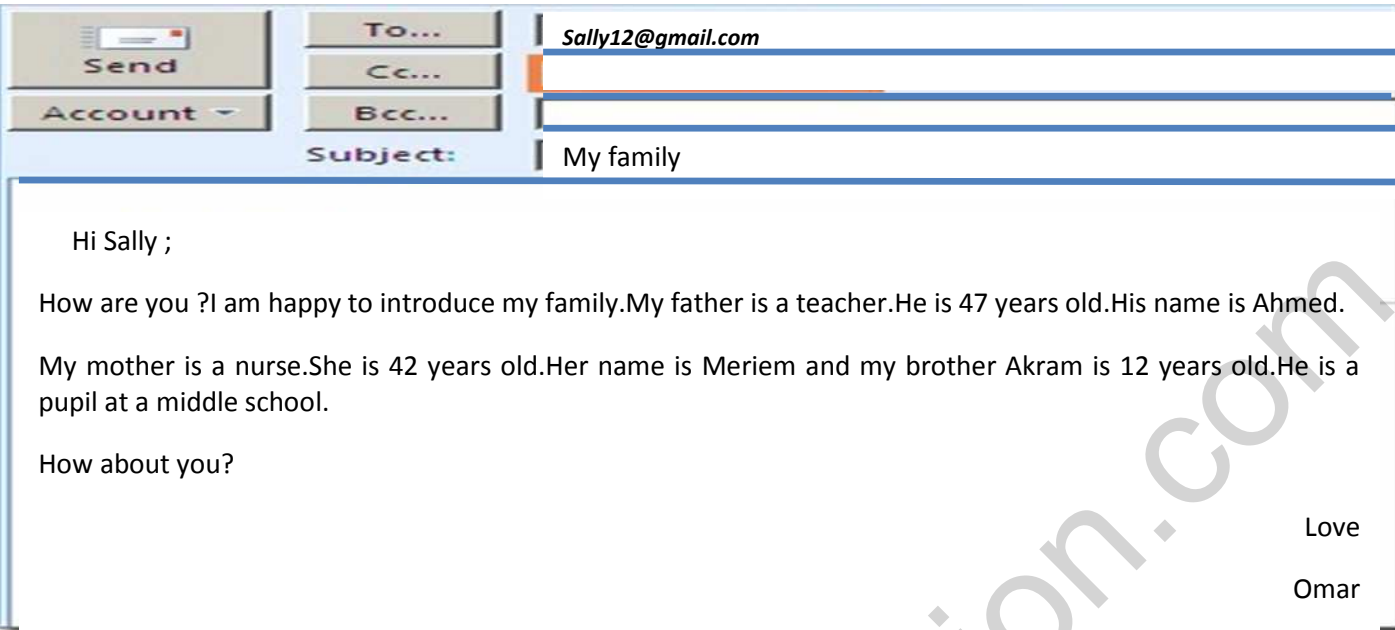 To...
Sally12@gmail.com
Send
Cc...
Account
Bcc...
Subject:
My family
Hi Sally ;
How are you ?I am happy to introduce my family.My father is a teacher.He is 47 years old.His name is Ahmed.
My mother is a nurse.She is 42 years old.Her name is Meriem and my brother Akram is 12 years old.He is a
pupil at a middle school.
How about you?
Love
Omar
ion.com